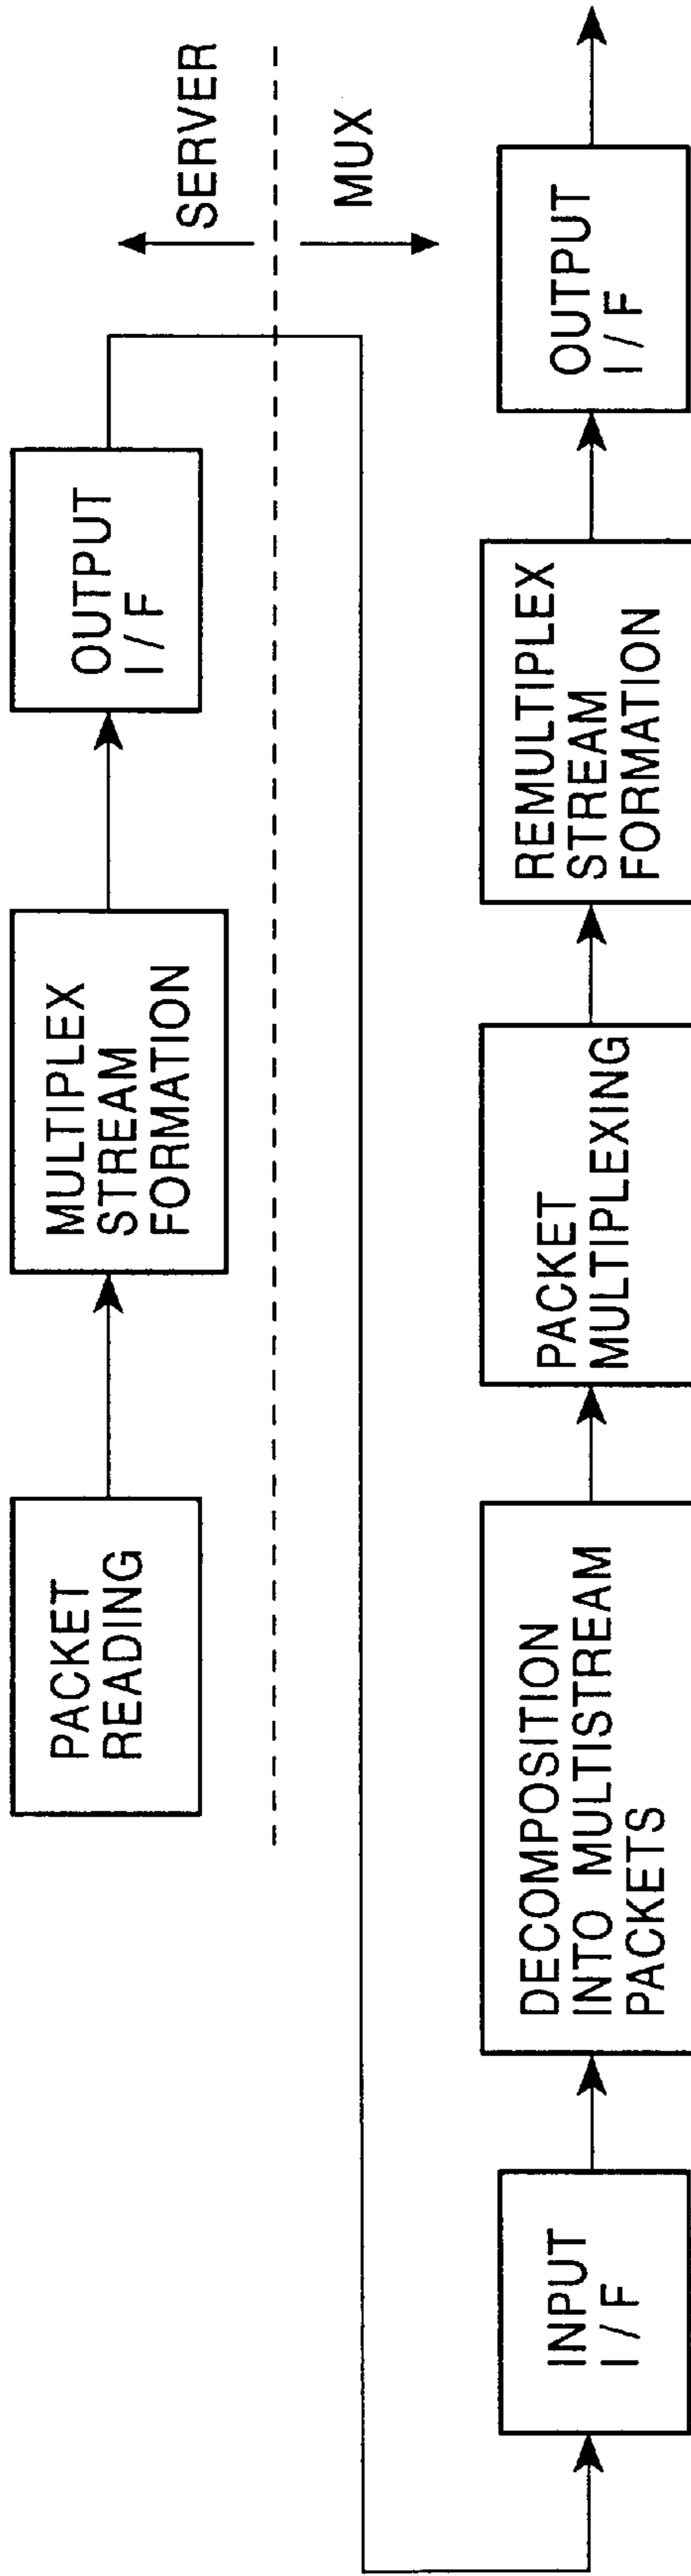 PACKET
READING
MULTIPLEX
STREAM
FORMATION
OUTPUT
I / F
SERVER
MUX
INPUT
I / F
DECOMPOSITION
INTO MULTISTREAM
PACKETS
PACKET
MULTIPLEXING
REMULTIPLEX
STREAM
FORMATION
OUTPUT
I / F